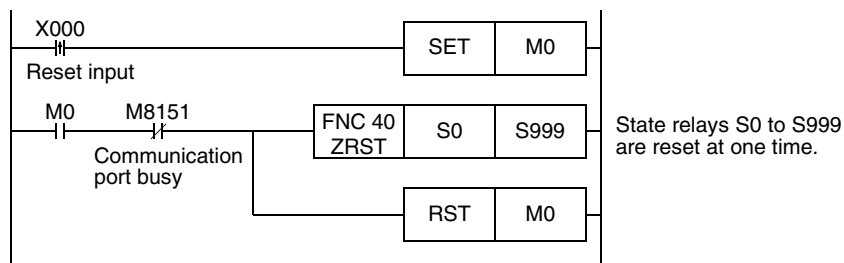 X000
SET M0
Reset input
M0 M8151
FNC 40
ZRST
S0 S999
State relays S0 to S999
are reset at one time.
Communication
port busy
RST M0